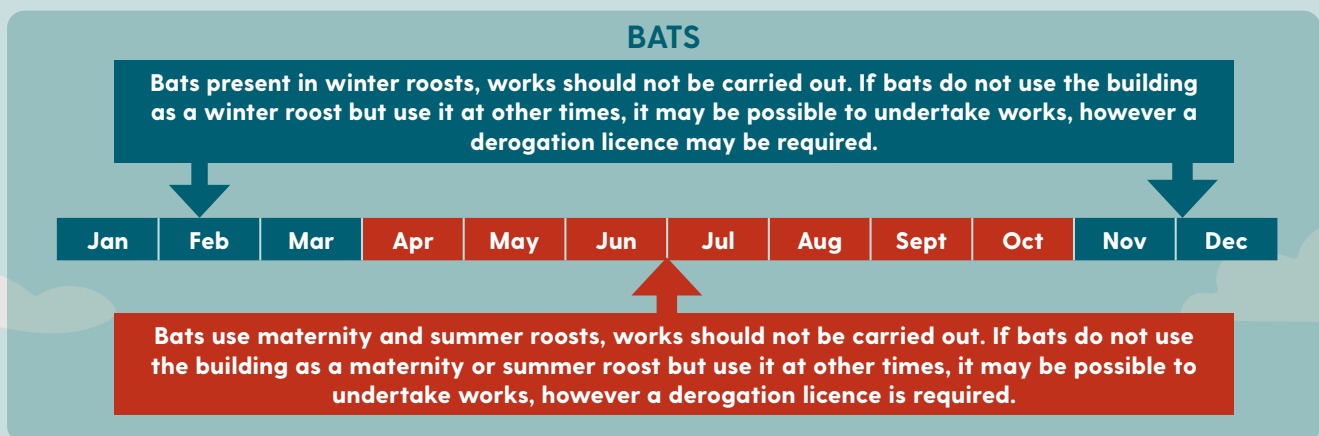 BATS
Bats present in winter roosts, works should not be carried out. If bats do not use the building
as a winter roost but use it at other times, it may be possible to undertake works, however a
derogation licence may be required.
Jan Feb Mar Apr May Jun Jul Aug Sept Oct Nov Dec
Bats use maternity and summer roosts, works should not be carried out. If bats do not use
the building as a maternity or summer roost but use it at other times, it may be possible to
undertake works, however a derogation licence is required.